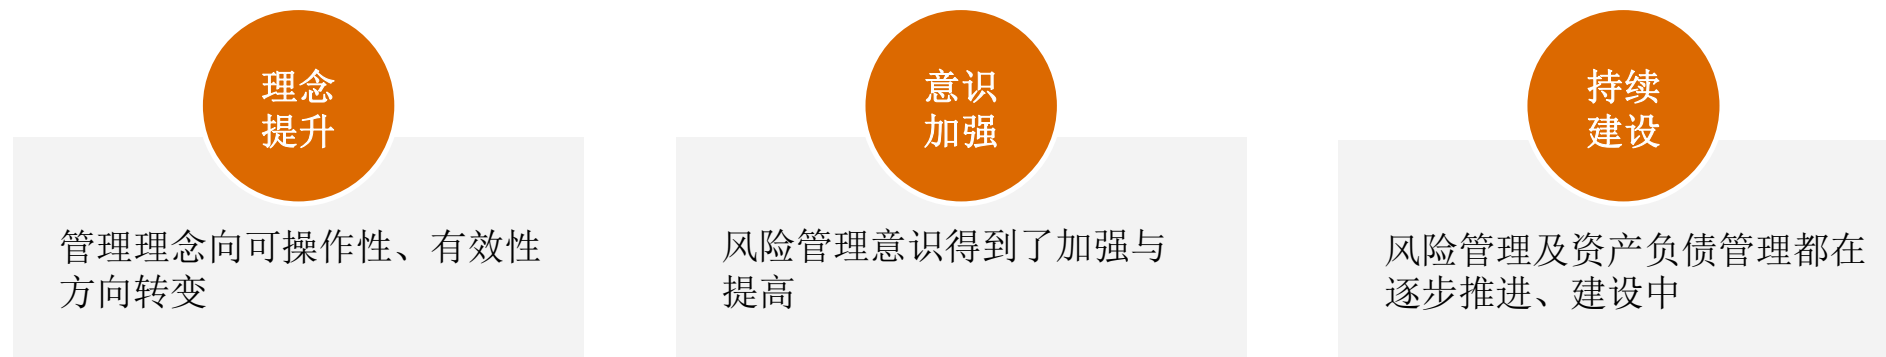 理念
提升
管理理念向可操作性、有效性
方向转变
意识
加强
风险管理意识得到了加强与
提高
持续
建设
风险管理及资产负债管理都在
逐步推进、建设中